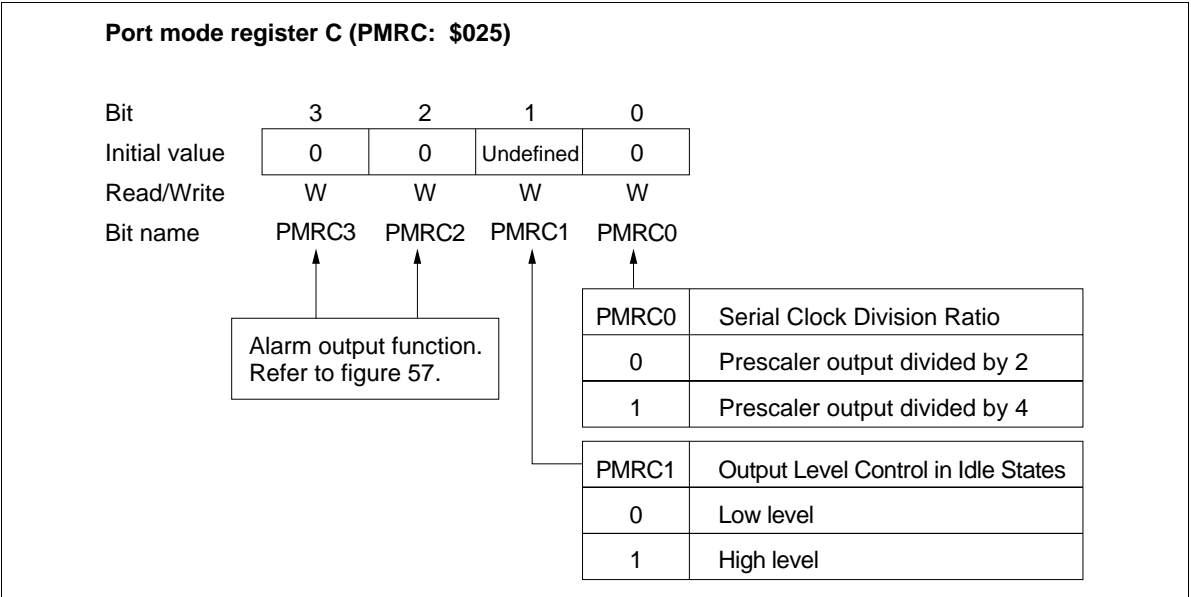 Port mode register C (PMRC: $025)
Bit 3 2 1 0
Initial value 0 0 Undefined 0
Read/Write W W W W
Bit name PMRC3 PMRC2 PMRC1 PMRC0
Alarm output function.
Refer to figure 57.
PMRC0 Serial Clock Division Ratio
0 Prescaler output divided by 2
1 Prescaler output divided by 4
PMRC1 Output Level Control in Idle States
0 Low level
1 High level